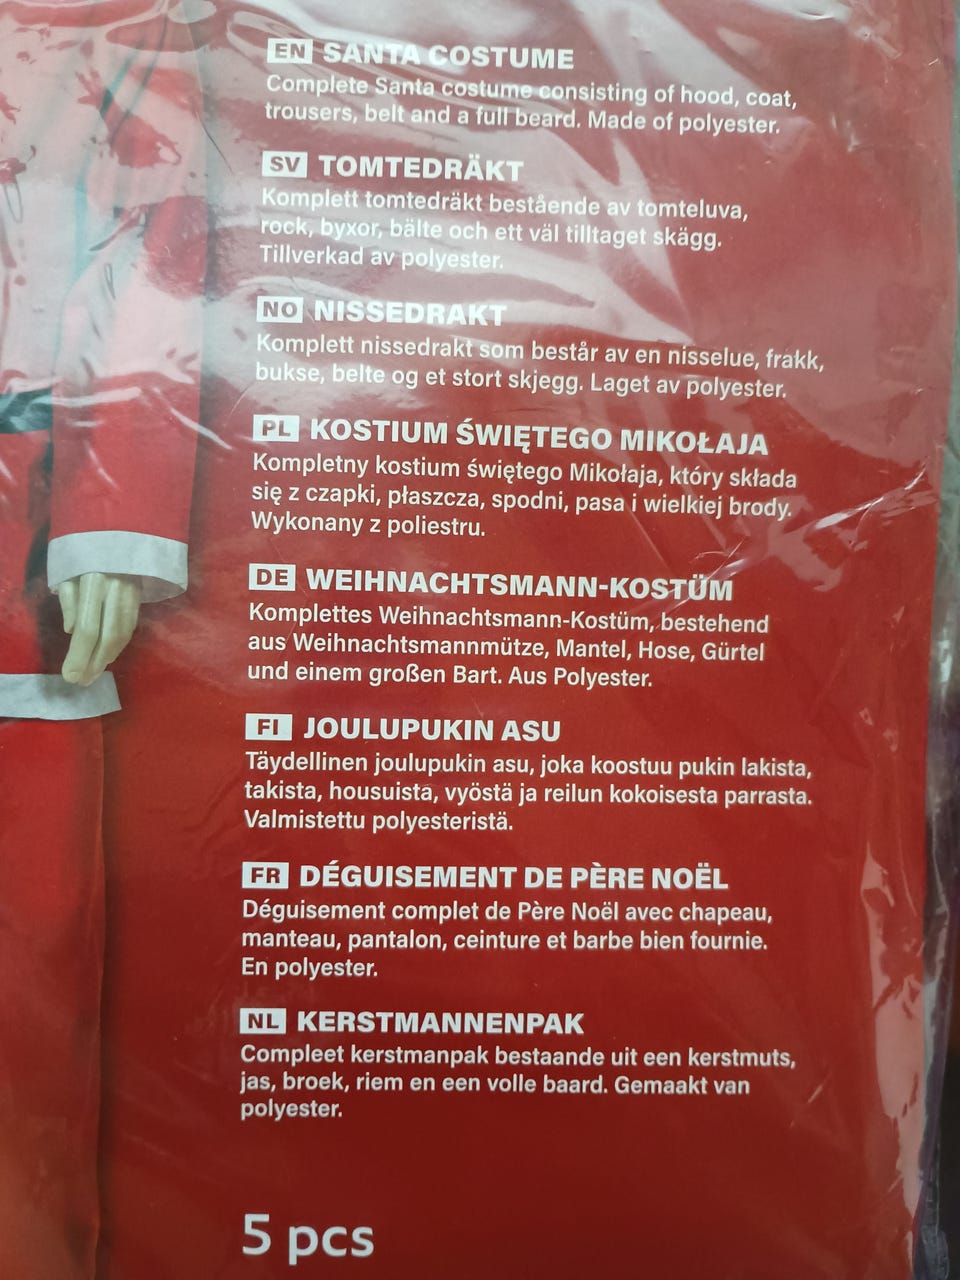 EN SANTA COSTUME
Complete Santa costume consisting of hood, coat,
trousers, belt and a full beard. Made of polyester.
SV TOMTEDRÄKT
Komplett tomtedräkt bestående av tomteluva,
rock, byxor, bälte och ett väl tilltaget skägg.
Tillverkad av polyester.
NO NISSEDRAKT
Komplett nissedrakt som består av en nisselue, frakk,
bukse, belte og et stort skjegg. Laget av polyester.
PL KOSTIUM ŚWIĘTEGO MIKOŁAJA
Kompletny kostium świętego Mikołaja, który składa
się z czapki, płaszcza, spodni, pasa i wielkiej brody.
Wykonany z poliestru.
DE WEIHNACHTSMANN-KOSTÜM
Komplettes Weihnachtsmann-Kostüm, bestehend
aus Weihnachtsmannmütze, Mantel, Hose, Gürtel
und einem großen Bart. Aus Polyester.
FI JOULUPUKIN ASU
Täydellinen joulupukin asu, joka koostuu pukin lakista,
takista, housuista, vyöstä ja reilun kokoisesta parrasta.
Valmistettu polyesteristä.
FR DÉGUISEMENT DE PÈRE NOËL
Déguisement complet de Père Noël avec chapeau,
manteau, pantalon, ceinture et barbe bien fournie.
En polyester.
NL KERSTMANNENPAK
Compleet kerstmanpak bestaande uit een kerstmuts,
jas, broek, riem en een volle baard. Gemaakt van
polyester.
5 pcs